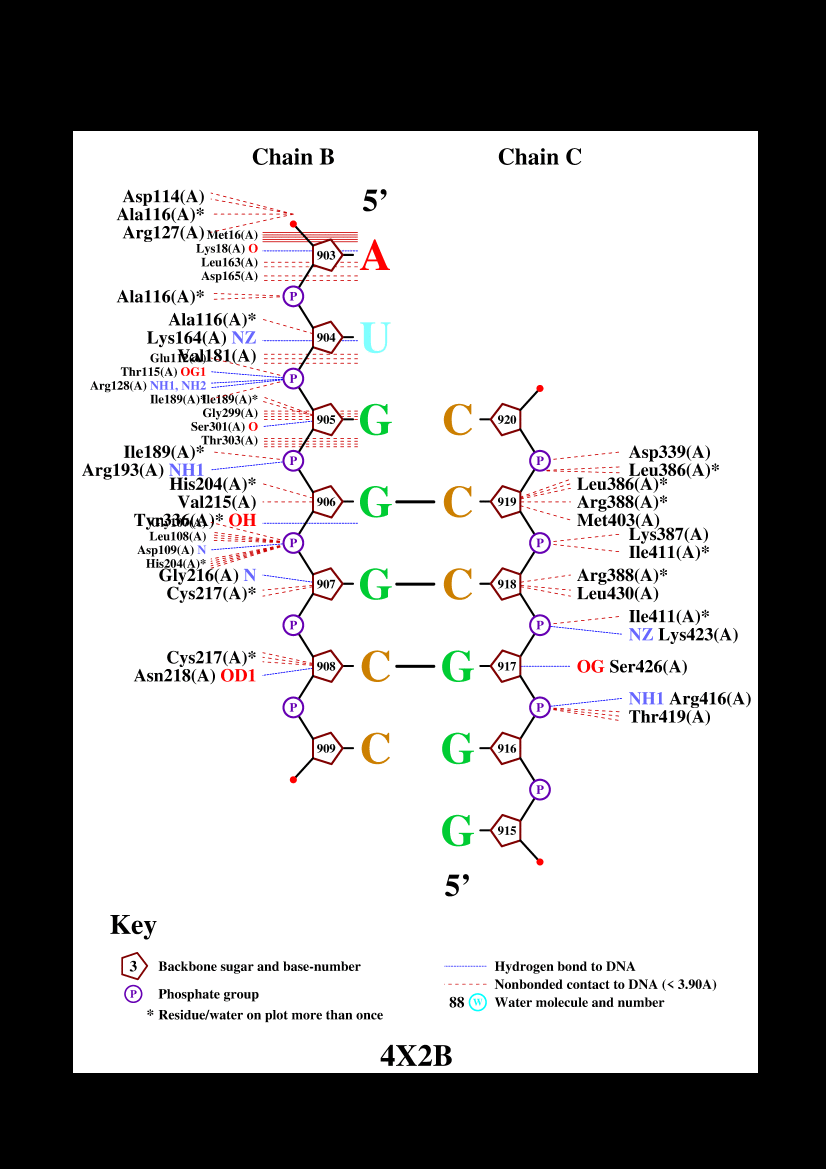 Chain B
Chain C
5’
Asp114(A)
Ala116(A)*
Arg127(A)
Met16(A)
Lys18(A) O
Leu163(A)
Asp165(A)
903
A
Ala116(A)*
P
Ala116(A)*
Lys164(A) NZ
Val181(A)
904
U
Thr115(A) OG1
Arg128(A) NH1, NH2
P
Ile189(A)*
Ile189(A)*
Gly299(A)
Ser301(A) O
Thr303(A)
905
G
C
920
Ile189(A)*
Arg193(A) NH1
P
P
Asp339(A)
Leu386(A)*
His204(A)*
Val215(A)
Tyr336(A)* OH
906
G
C
919
Leu386(A)*
Arg388(A)*
Met403(A)
Leu108(A)
Asp109(A) N
His204(A)*
P
P
Lys387(A)
Ile411(A)*
Gly216(A) N
Cys217(A)*
907
G
C
918
Arg388(A)*
Leu430(A)
P
P
Ile411(A)*
NZ Lys423(A)
Cys217(A)*
Asn218(A) OD1
908
C
G
917
OG Ser426(A)
P
P
NH1 Arg416(A)
Thr419(A)
909
C
G
916
P
G
915
5’
Key
3 Backbone sugar and base-number
P Phosphate group
* Residue/water on plot more than once
Hydrogen bond to DNA
Nonbonded contact to DNA (< 3.90A)
88 W Water molecule and number
4X2B